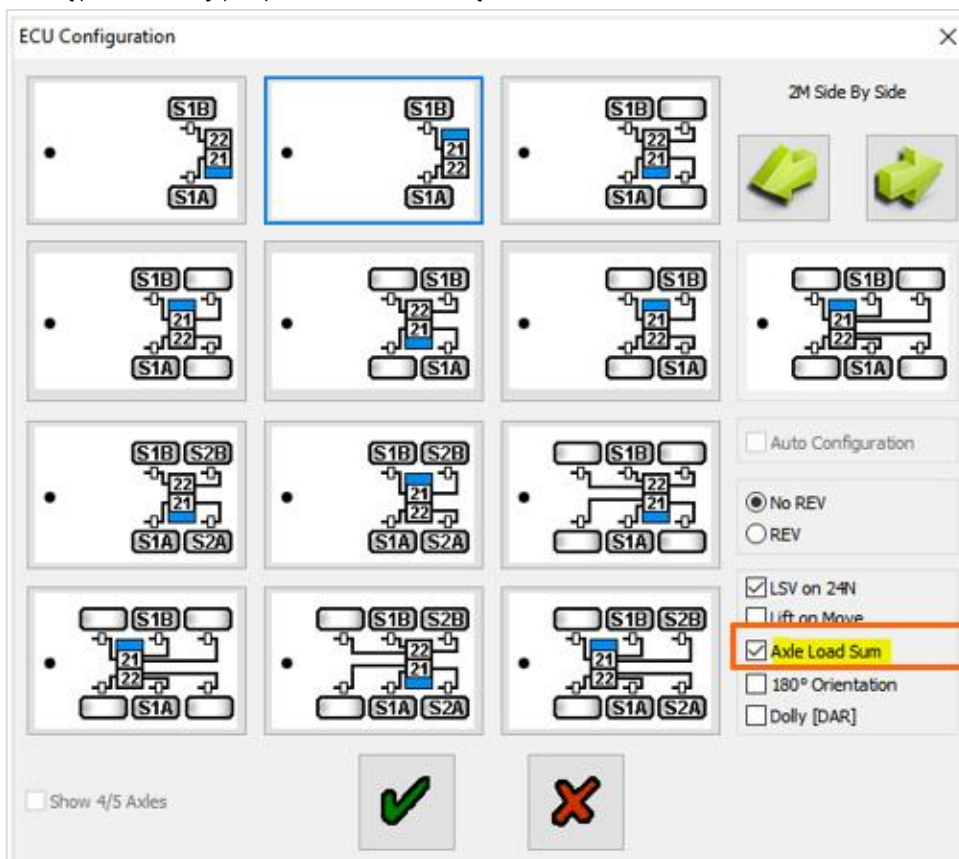 ECU Configuration
2M Side By Side
S1B
22
21
S1A
S1B
21
22
S1A
S1B
22
21
S1A
S1B
21
22
S1A
S1B
22
21
S1A
S1B
21
22
S1A
S1B
21
22
S1A
S1B S2B
22
21
S1A S2A
S1B S2B
21
22
S1A S2A
S1B
22
21
S1A
Auto Configuration
No REV
REV
S1B
21
22
S1A
S1B S2B
22
21
S1A S2A
S1B S2B
21
22
S1A S2A
LSV on 24N
Lift on Move
Axle Load Sum
180° Orientation
Dolly [DAR]
Show 4/5 Axles